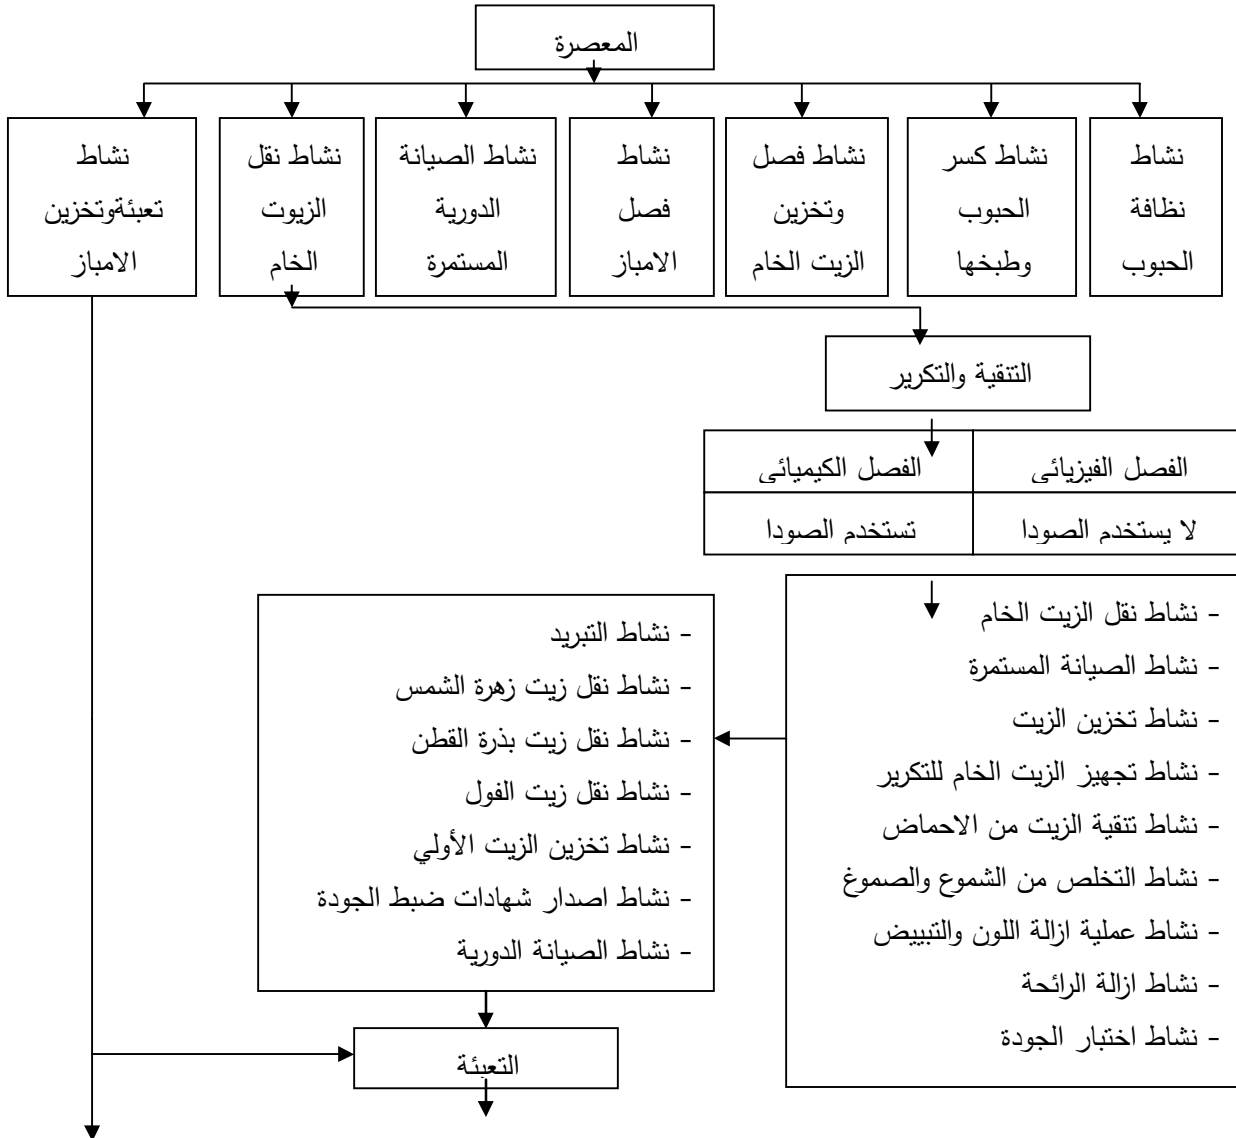 المعصرة
نشاط
نظافة
الحبوب
نشاط كسر
الحبوب
وطبخها
نشاط فصل
وتخزين
الزيت الخام
نشاط
فصل
الامباز
نشاط الصيانة
الدورية
المستمرة
نشاط نقل
الزيوت
الخام
نشاط
تعبئةوتخزين
الامباز
التنقية والتكرير
الفصل الفيزيائى
الفصل الكيميائى
لا يستخدم الصودا
تستخدم الصودا
- نشاط نقل الزيت الخام
- نشاط الصيانة المستمرة
- نشاط تخزين الزيت
- نشاط تجهيز الزيت الخام للتكرير
- نشاط تنقية الزيت من الاحماض
- نشاط التخلص من الشموع والصموغ
- نشاط عملية ازالة اللون والتبييض
- نشاط ازالة الرائحة
- نشاط اختبار الجودة
- نشاط التبريد
- نشاط نقل زيت زهرة الشمس
- نشاط نقل زيت بذرة القطن
- نشاط نقل زيت الفول
- نشاط تخزين الزيت الأولي
- نشاط اصدار شهادات ضبط الجودة
- نشاط الصيانة الدورية
التعبئة